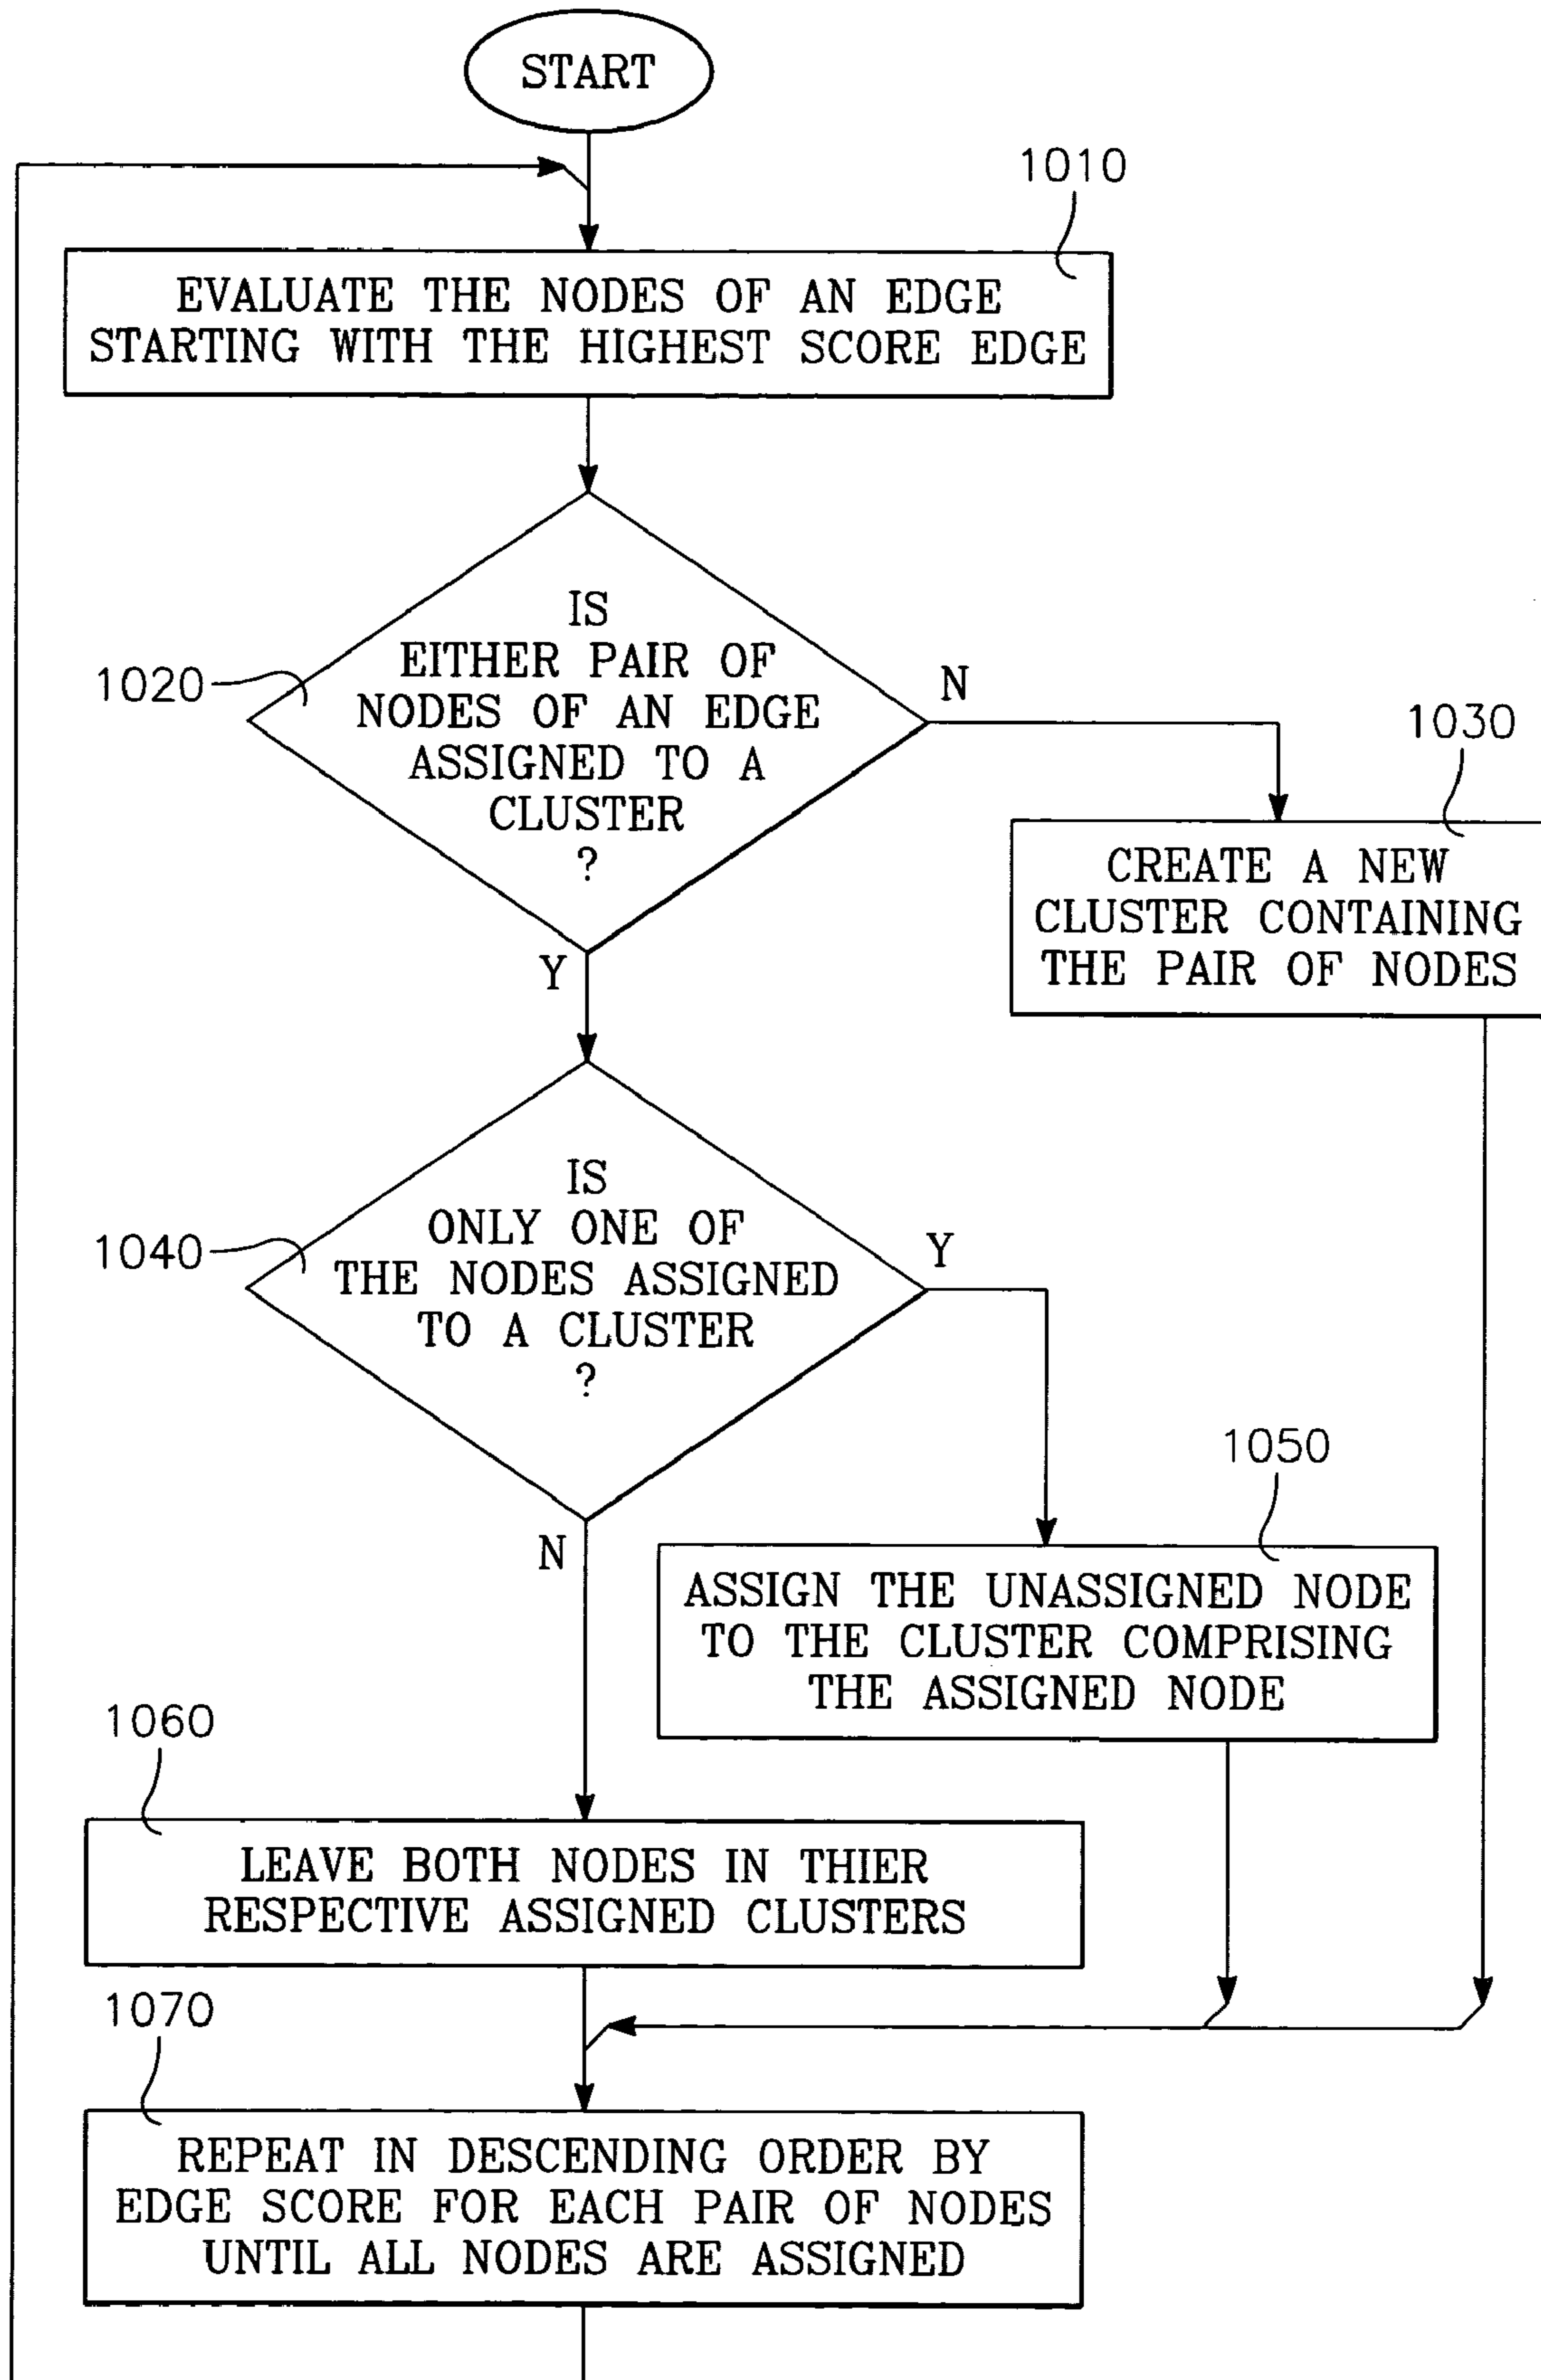 START
1010
EVALUATE THE NODES OF AN EDGE
STARTING WITH THE HIGHEST SCORE EDGE
1020
IS
EITHER PAIR OF
NODES OF AN EDGE
ASSIGNED TO A
CLUSTER
?
N
1030
CREATE A NEW
CLUSTER CONTAINING
THE PAIR OF NODES
Y
1040
IS
ONLY ONE OF
THE NODES ASSIGNED
TO A CLUSTER
?
Y
1050
ASSIGN THE UNASSIGNED NODE
TO THE CLUSTER COMPRISING
THE ASSIGNED NODE
N
1060
LEAVE BOTH NODES IN THIER
RESPECTIVE ASSIGNED CLUSTERS
1070
REPEAT IN DESCENDING ORDER BY
EDGE SCORE FOR EACH PAIR OF NODES
UNTIL ALL NODES ARE ASSIGNED